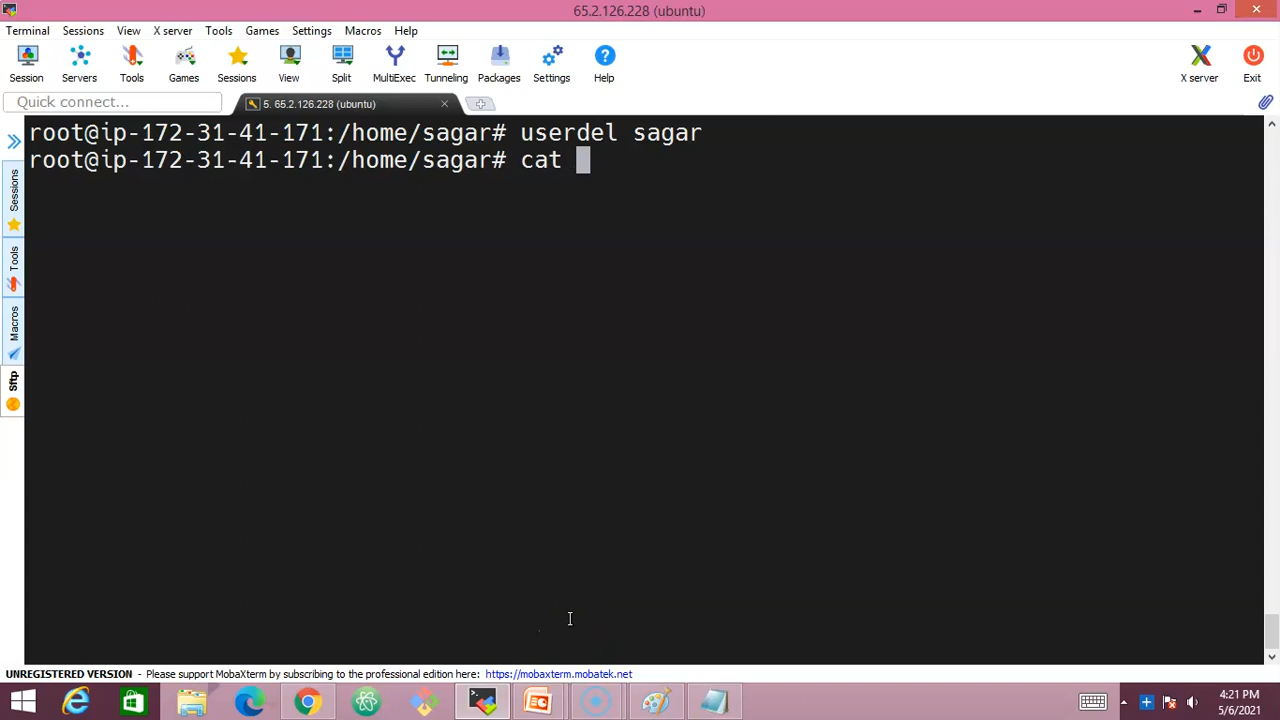 65.2.126.228 (ubuntu)
Terminal Sessions View X server Tools Games Settings Macros Help
Session Servers Tools Games Sessions View Split MultiExec Tunneling Packages Settings Help X server Exit
Quick connect... 5. 65.2.126.228 (ubuntu)
root@ip-172-31-41-171:/home/sagar# userdel sagar
root@ip-172-31-41-171:/home/sagar# cat
Sessions
Tools
Macros
Sftp
UNREGISTERED VERSION - Please support MobaXterm by subscribing to the professional edition here: https://mobaxterm.mobatek.net
4:21 PM
5/6/2021